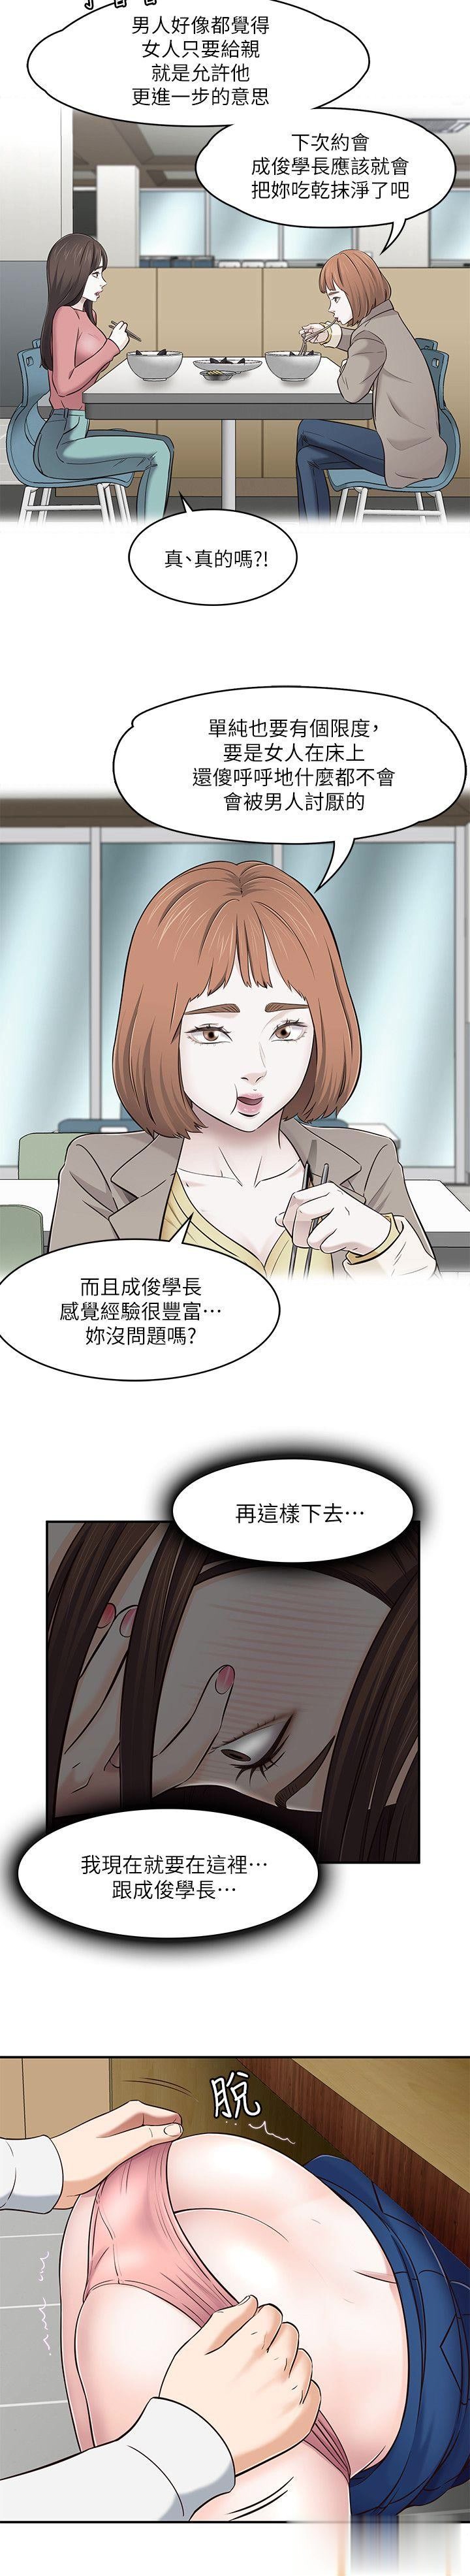 男人好像都覺得
女人只要給親
就是允許他
更進一步的意思
下次約會
成俊學長應該就會
把妳吃乾抹淨了吧
真、真的嗎?!
單純也要有個限度，
要是女人在床上
還傻呼呼地什麼都不會
會被男人討厭的
而且成俊學長
感覺經驗很豐富…
妳沒問題嗎?
再這樣下去…
我現在就要在這裡…
跟成俊學長…
脫